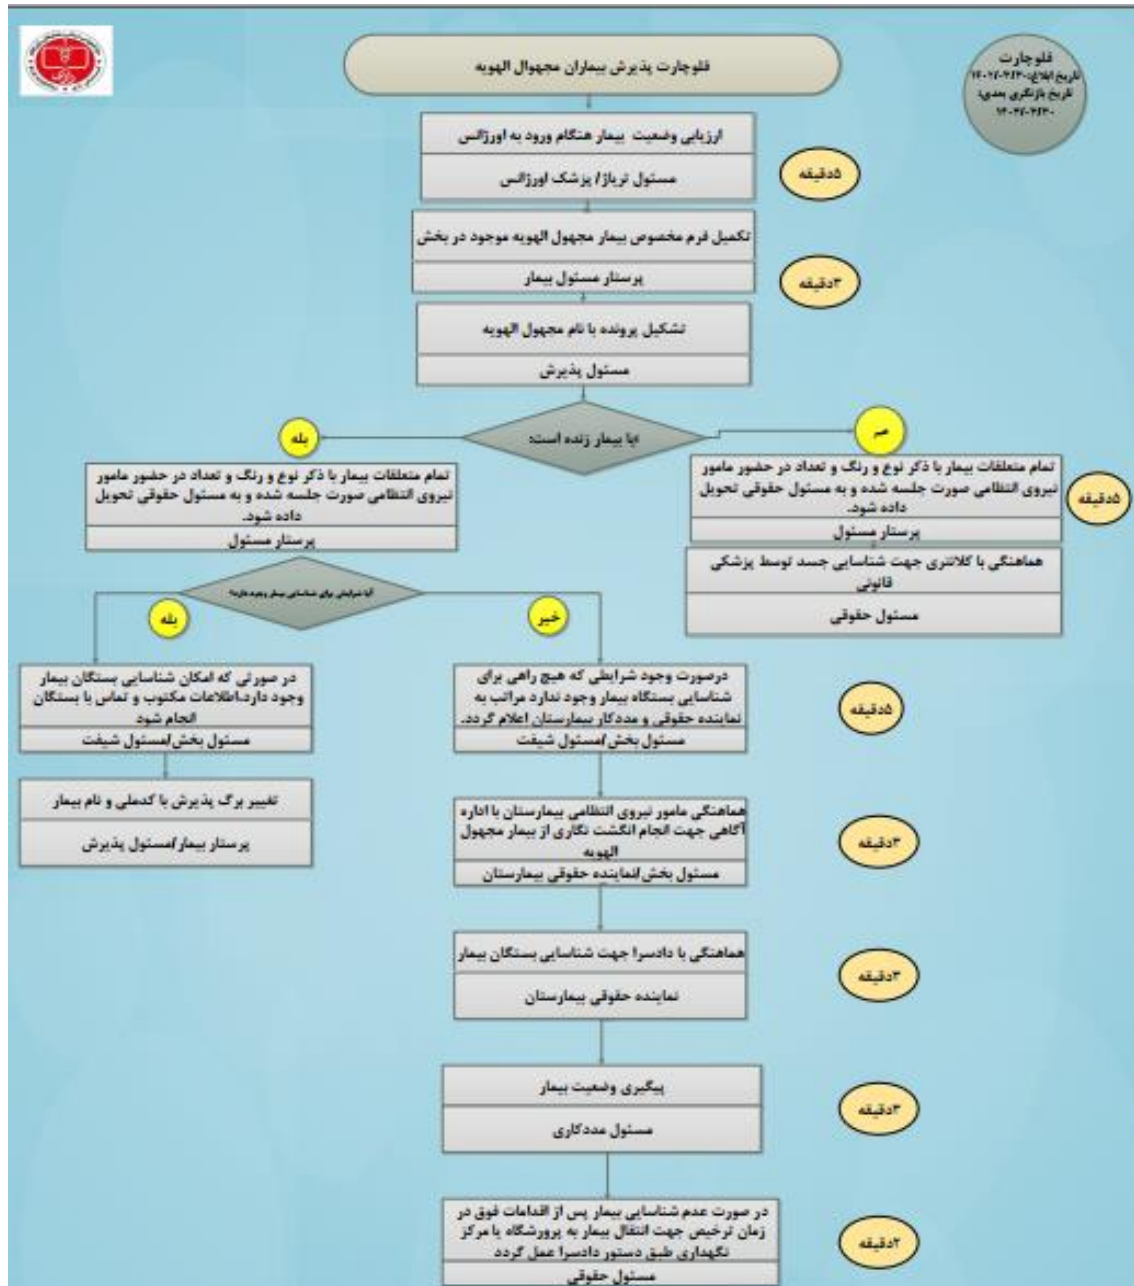 فلوچارت پذیرش بیماران مجهوال الهویه
فلوچارت
تاریخ ابلاغ:
تاریخ بازنگری بعدی:
ارزیابی وضعیت بیمار هنگام ورود به اورژانس
مسئول تریاژ/ پزشک اورژانس
۵دقیقه
تکمیل فرم مخصوص بیمار مجهول الهویه موجود در بخش
پرستار مسئول بیمار
۳دقیقه
تشکیل پرونده با نام مجهول الهویه
مسئول پذیرش
بیمار زنده است
بله
تمام متعلقات بیمار با ذکر نوع و رنگ و تعداد در حضور مامور
نیروی انتظامی صورت جلسه شده و به مسئول حقوقی تحویل
داده شود.
پرستار مسئول
تمام متعلقات بیمار با ذکر نوع و رنگ و تعداد در حضور مامور
نیروی انتظامی صورت جلسه شده و به مسئول حقوقی تحویل
داده شود.
پرستار مسئول
۵دقیقه
هماهنگی با کلانتری جهت شناسایی جسد توسط پزشکی
قانونی
مسئول حقوقی
آیا شرایطی برای شناسایی بیمار وجود دارد؟
بله
خیر
در صورتی که امکان شناسایی بستگان بیمار
وجود دارد.اطلاعات مکتوب و تماس با بستگان
انجام شود
مسئول بخش/مسئول شیفت
تغییر برگ پذیرش با کدملی و نام بیمار
پرستار بیمار/مسئول پذیرش
درصورت وجود شرایطی که هیچ راهی برای
شناسایی بستگاه بیمار وجود ندارد مراتب به
نماینده حقوقی و مددکار بیمارستان اعلام گردد.
مسئول بخش/مسئول شیفت
۵دقیقه
هماهنگی مامور نیروی انتظامی بیمارستان با اداره
آگاهی جهت انجام انگشت نگاری از بیمار مجهول
الهویه
مسئول بخش/نماینده حقوقی بیمارستان
۳دقیقه
هماهنگی با دادسرا جهت شناسایی بستگان بیمار
نماینده حقوقی بیمارستان
۳دقیقه
پیگیری وضعیت بیمار
مسئول مددکاری
۳دقیقه
در صورت عدم شناسایی بیمار پس از اقدامات فوق در
زمان ترخیص جهت انتقال بیمار به پرورشگاه یا مرکز
نگهداری طبق دستور دادسرا عمل گردد
مسئول حقوقی
۲دقیقه